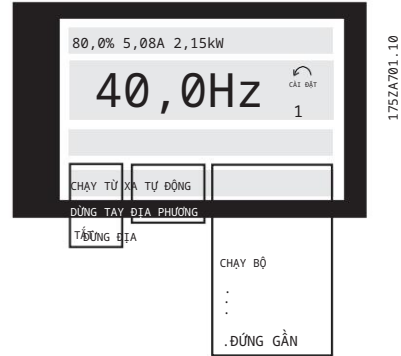 80,0% 5,08A 2,15kW
40,0Hz
CÀI ĐẶT
1
CHẠY TỪ XA TỰ ĐỘNG
DỪNG TAY ĐỊA PHƯƠNG
TẮT
DỪNG ĐỊA
CHẠY BỘ
.
.
.
.ĐỨNG GẦN
175ZA701.10